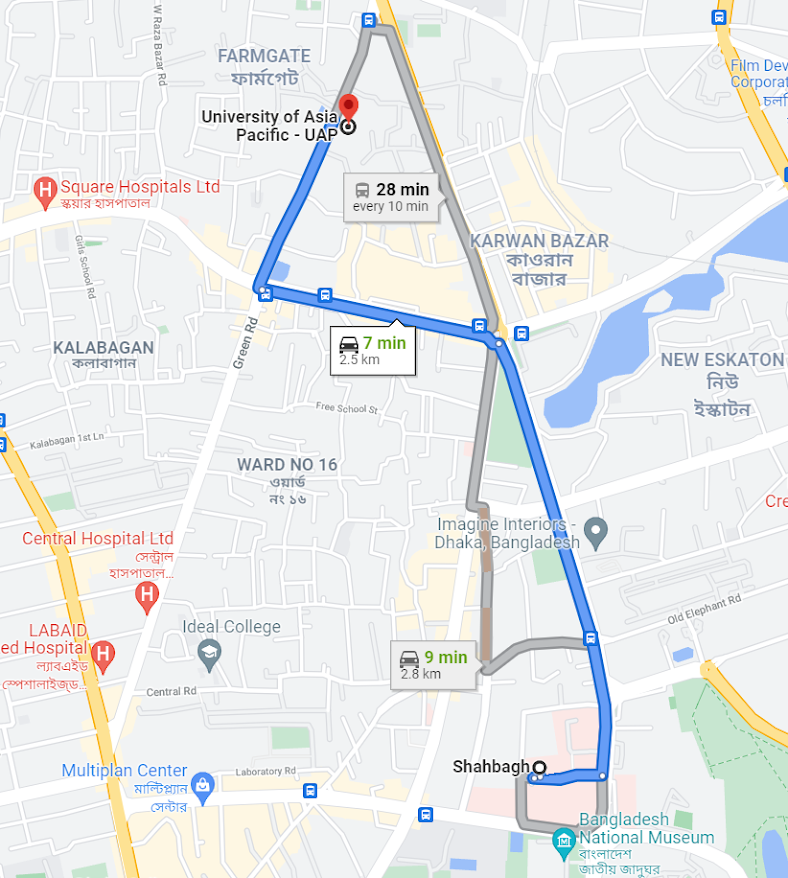 W Raza Bazar Rd
FARMGATE
ফার্মগেট
Film Dev
Corporat
চলচ্চি
University of Asia
Pacific - UAP
Square Hospitals Ltd
স্কয়ার হাসপাতাল
28 min
every 10 min
Girls School Rd
KARWAN BAZAR
কাওরান
বাজার
Green Rd
7 min
2.5 km
KALABAGAN
কলাবাগান
NEW ESKATON
নিউ
ইস্কাটন
Free School St
Kalabagan 1st Ln
WARD NO 16
ওয়ার্ড
নং ১৬
Cre
Imagine Interiors -
Dhaka, Bangladesh
Central Hospital Ltd
সেন্ট্রাল
হাসপাতাল...
Old Elephant Rd
LABAID
ed Hospital
ল্যাবএইড
স্পেশালাইজড...
Ideal College
9 min
2.8 km
Central Rd
Shahbagh
Multiplan Center
মাল্টিপ্ল্যান
সেন্টার
Laboratory Rd
Bangladesh
National Museum
বাংলাদেশ
জাতীয় জাদুঘর